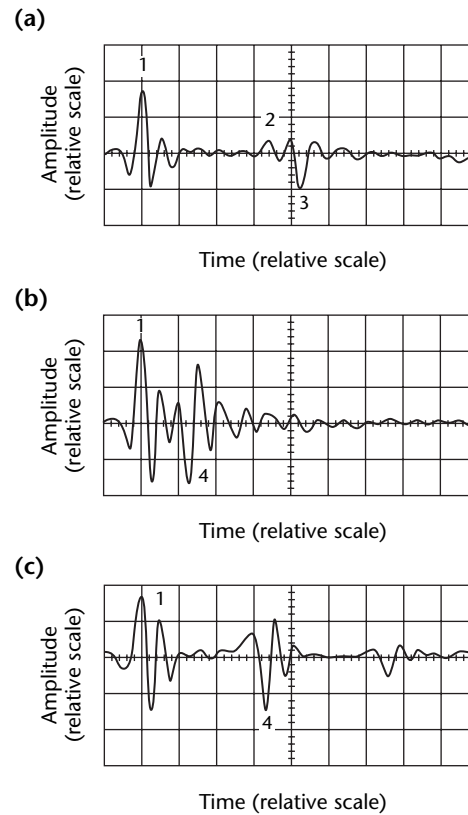 (a)
Amplitude
(relative scale)
1
2
3
Time (relative scale)
(b)
Amplitude
(relative scale)
1
4
Time (relative scale)
(c)
Amplitude
(relative scale)
1
4
Time (relative scale)